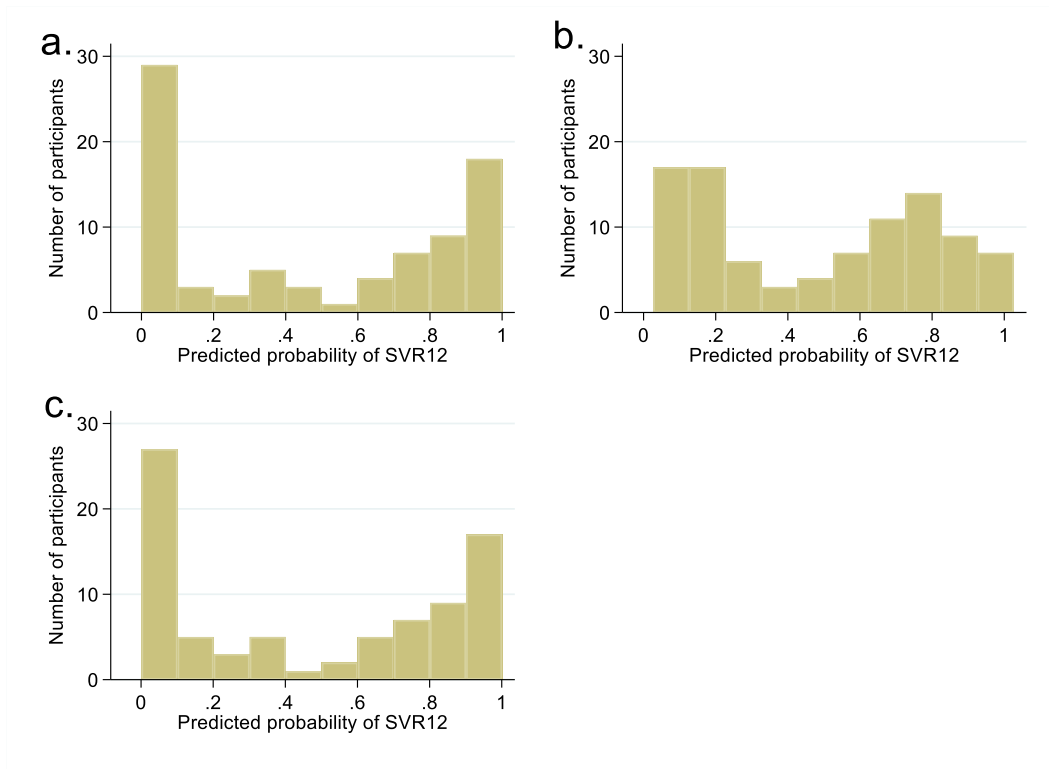 a.
Number of participants
30
20
10
0
0 .2 .4 .6 .8 1
Predicted probability of SVR12
b.
Number of participants
30
20
10
0
0 .2 .4 .6 .8 1
Predicted probability of SVR12
c.
Number of participants
30
20
10
0
0 .2 .4 .6 .8 1
Predicted probability of SVR12